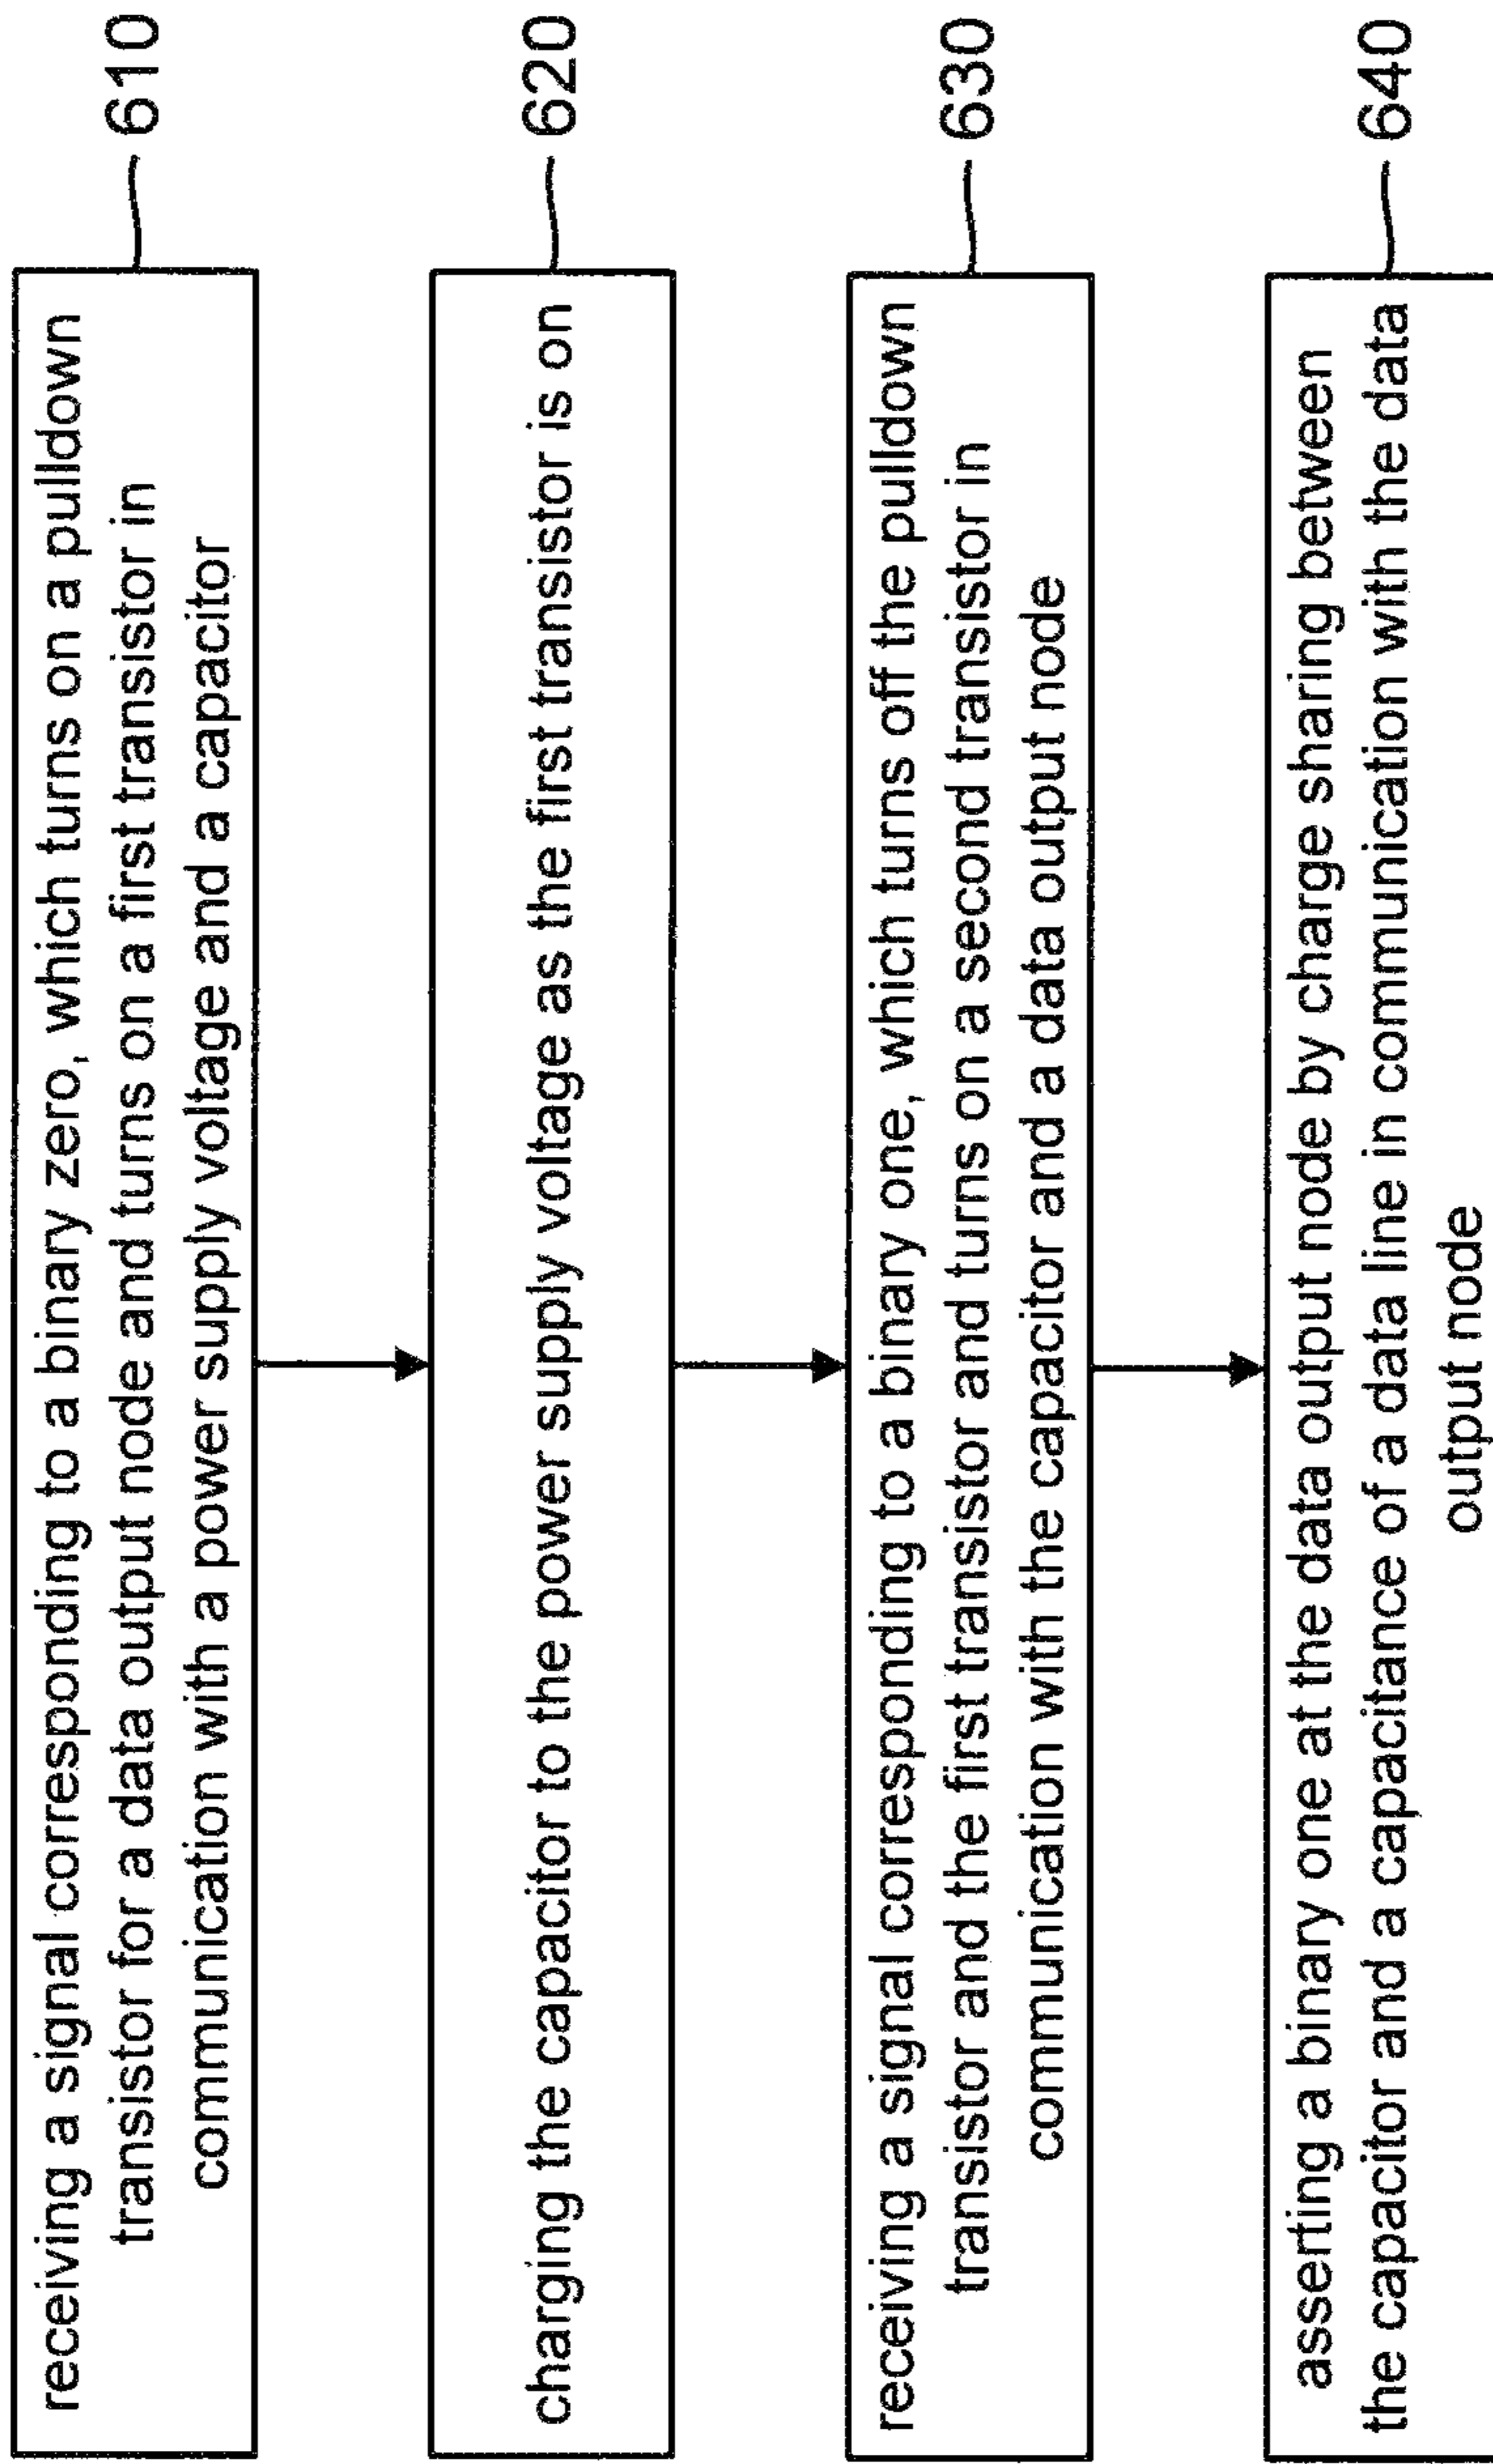 receiving a signal corresponding to a binary zero, which turns on a pulldown
transistor for a data output node and turns on a first transistor in
communication with a power supply voltage and a capacitor
610
charging the capacitor to the power supply voltage as the first transistor is on
620
receiving a signal corresponding to a binary one, which turns off the pulldown
transistor and the first transistor and turns on a second transistor in
communication with the capacitor and a data output node
630
asserting a binary one at the data output node by charge sharing between
the capacitor and a capacitance of a data line in communication with the data
output node
640